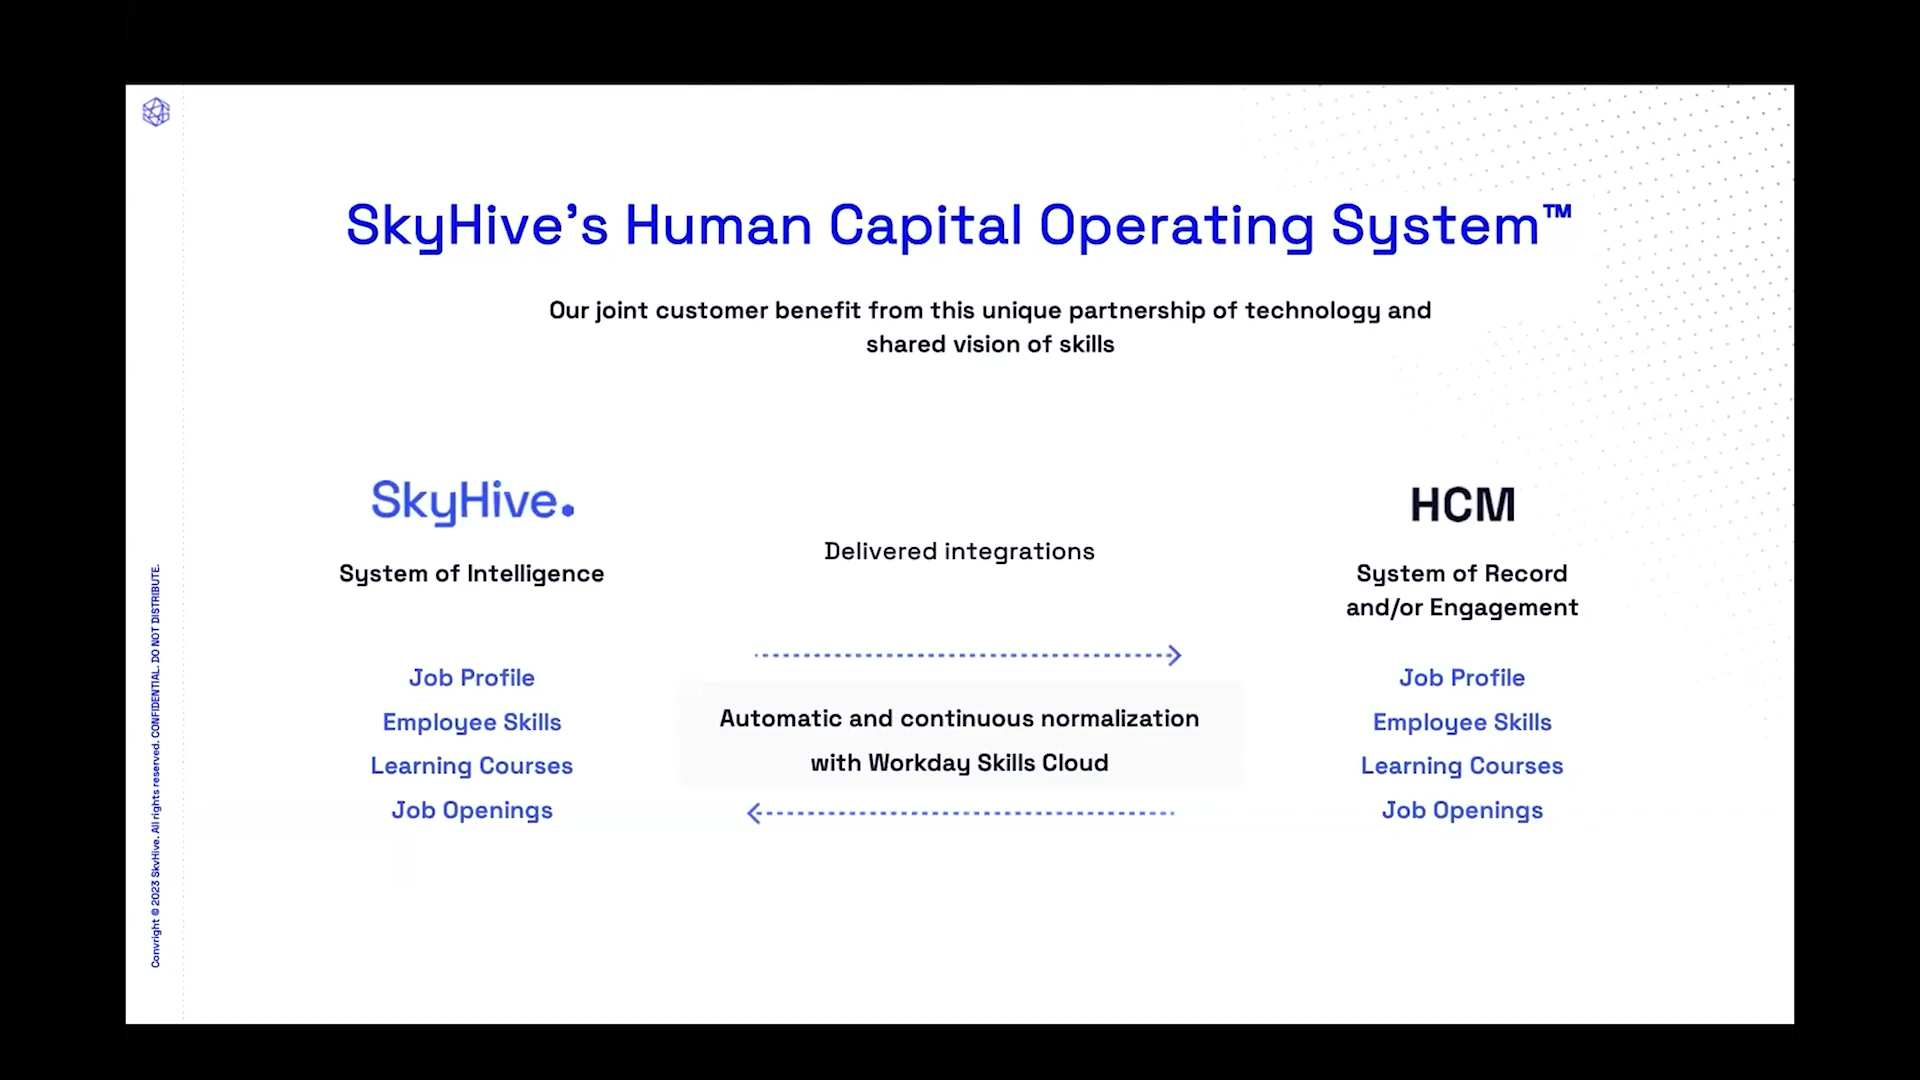 SkyHive's Human Capital Operating System™
Our joint customer benefit from this unique partnership of technology and
shared vision of skills
SkyHive.
System of Intelligence
Job Profile
Employee Skills
Learning Courses
Job Openings
Delivered integrations
Automatic and continuous normalization
with Workday Skills Cloud
HCM
System of Record
and/or Engagement
Job Profile
Employee Skills
Learning Courses
Job Openings
Copyright © 2023 SkyHive. All rights reserved. CONFIDENTIAL. DO NOT DISTRIBUTE.